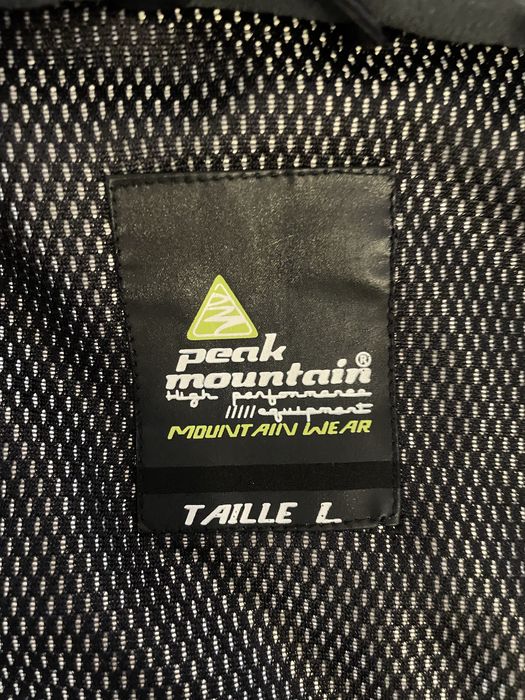 peak
mountain®
High performance
///// equipment
MOUNTAIN WEAR
TAILLE L